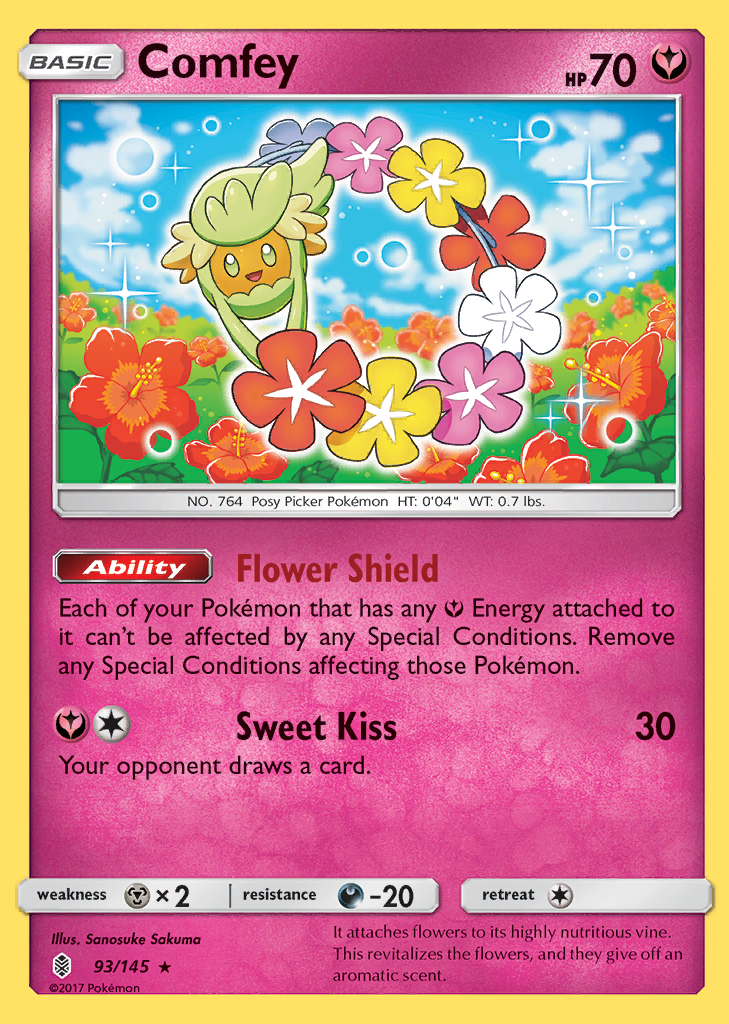 BASIC Comfey HP 70
NO. 764 Posy Picker Pokémon HT: 0'04" WT: 0.7 lbs.
Ability Flower Shield
Each of your Pokémon that has any Energy attached to
it can't be affected by any Special Conditions. Remove
any Special Conditions affecting those Pokémon.
Sweet Kiss 30
Your opponent draws a card.
weakness ×2 resistance -20 retreat
Illus. Sanosuke Sakuma
93/145 ★
©2017 Pokémon
It attaches flowers to its highly nutritious vine.
This revitalizes the flowers, and they give off an
aromatic scent.